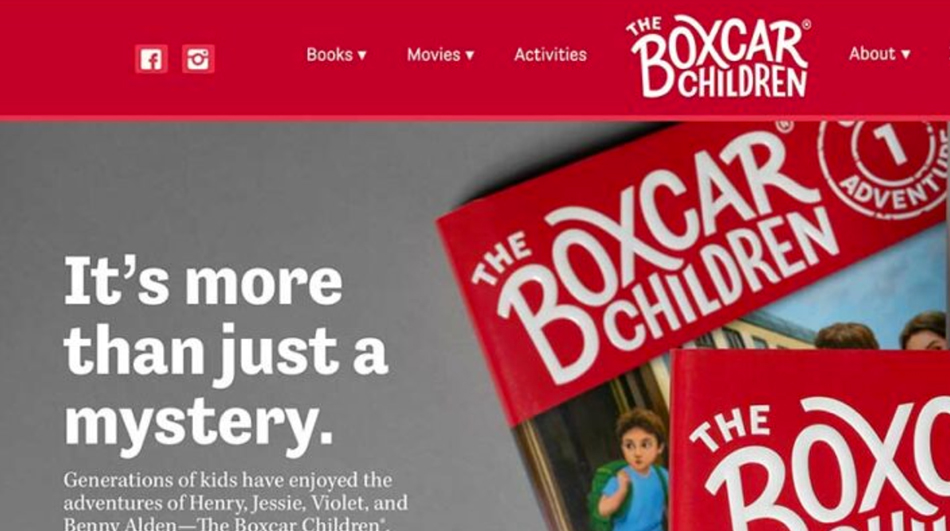 Books ▾
Movies ▾
Activities
THE
BOXCAR®
CHILDREN
About ▾
THE
BOXCAR®
CHILDREN
1
ADVENTU
It's more
than just a
mystery.
Generations of kids have enjoyed the
adventures of Henry, Jessie, Violet, and
Benny Alden—The Boxcar Children®.
THE
BOXC